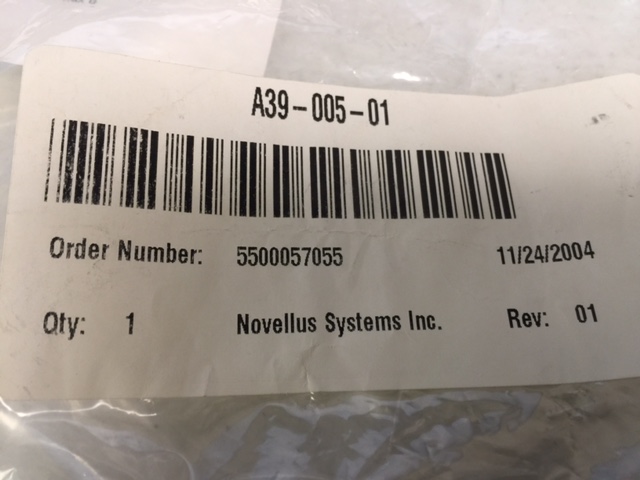 A39-005-01
Order Number: 5500057055 11/24/2004
Qty: 1 Novellus Systems Inc. Rev: 01